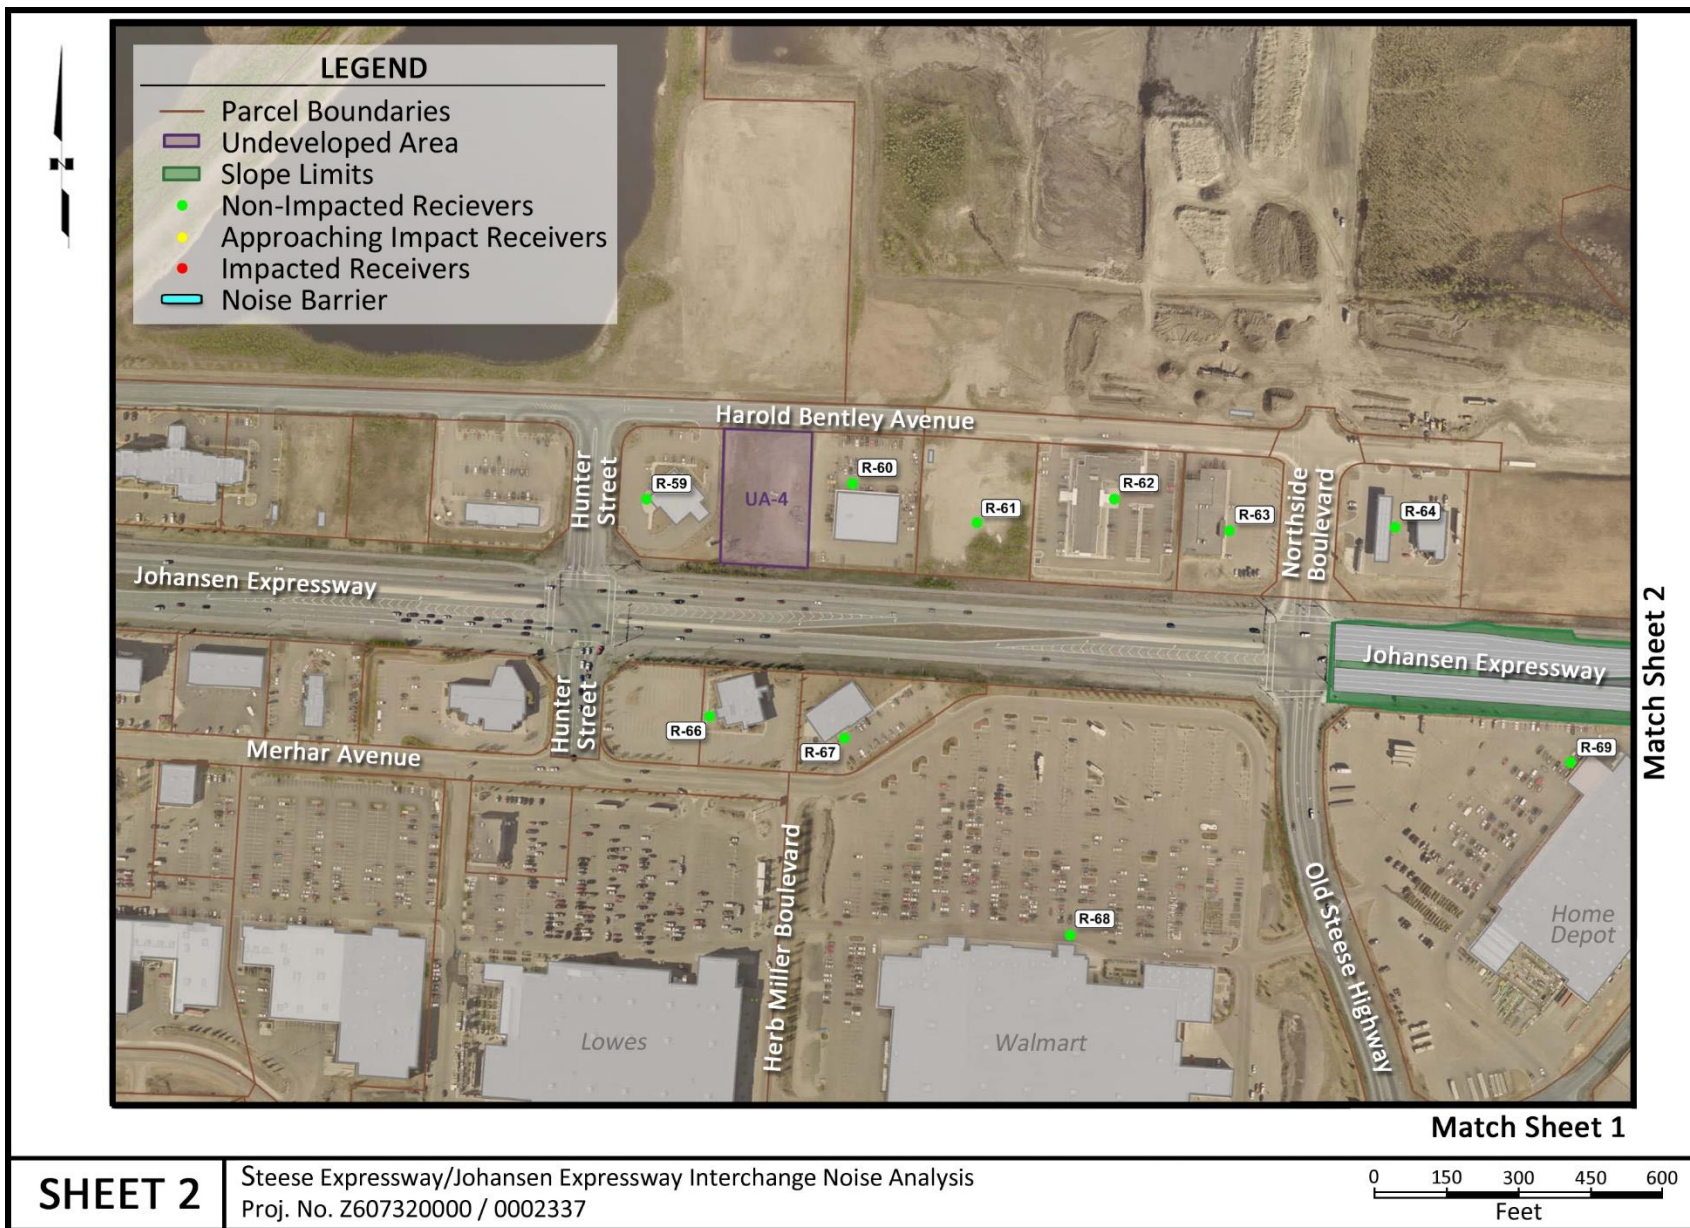 LEGEND
Parcel Boundaries
Undeveloped Area
Slope Limits
Non-Impacted Recievers
Approaching Impact Receivers
Impacted Receivers
Noise Barrier
N
Harold Bentley Avenue
Hunter
Street
R-59
UA-4
R-60
R-61
R-62
R-63
Northside
Boulevard
R-64
Johansen Expressway
Johansen Expressway
Match Sheet 2
Hunter
Street
R-66
R-67
R-69
Merhar Avenue
Herb Miller Boulevard
R-68
Old Steese Highway
Home
Depot
Lowes
Walmart
Match Sheet 1
SHEET 2
Steese Expressway/Johansen Expressway Interchange Noise Analysis
Proj. No. Z607320000 / 0002337
0 150 300 450 600
Feet